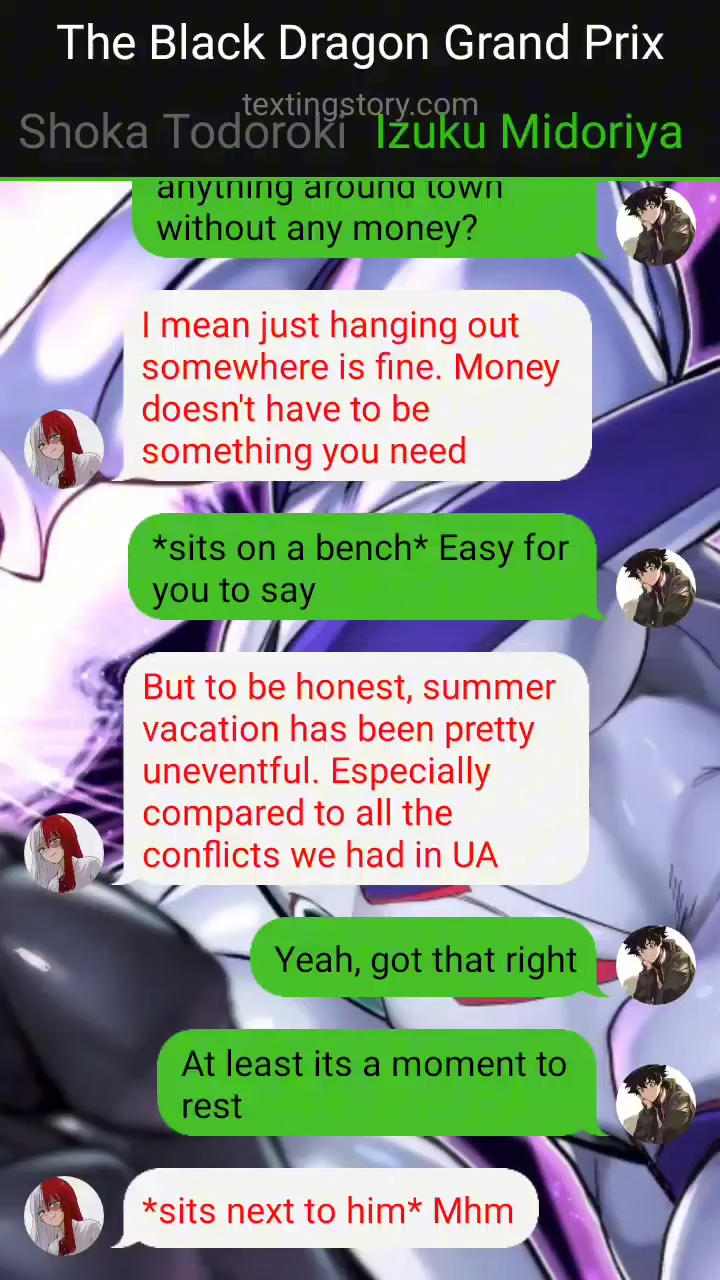 The Black Dragon Grand Prix
textingstory.com
Shoka Todoroki Izuku Midoriya
anything around town
without any money?
I mean just hanging out
somewhere is fine. Money
doesn't have to be
something you need
*sits on a bench* Easy for
you to say
But to be honest, summer
vacation has been pretty
uneventful. Especially
compared to all the
conflicts we had in UA
Yeah, got that right
At least its a moment to
rest
*sits next to him* Mhm